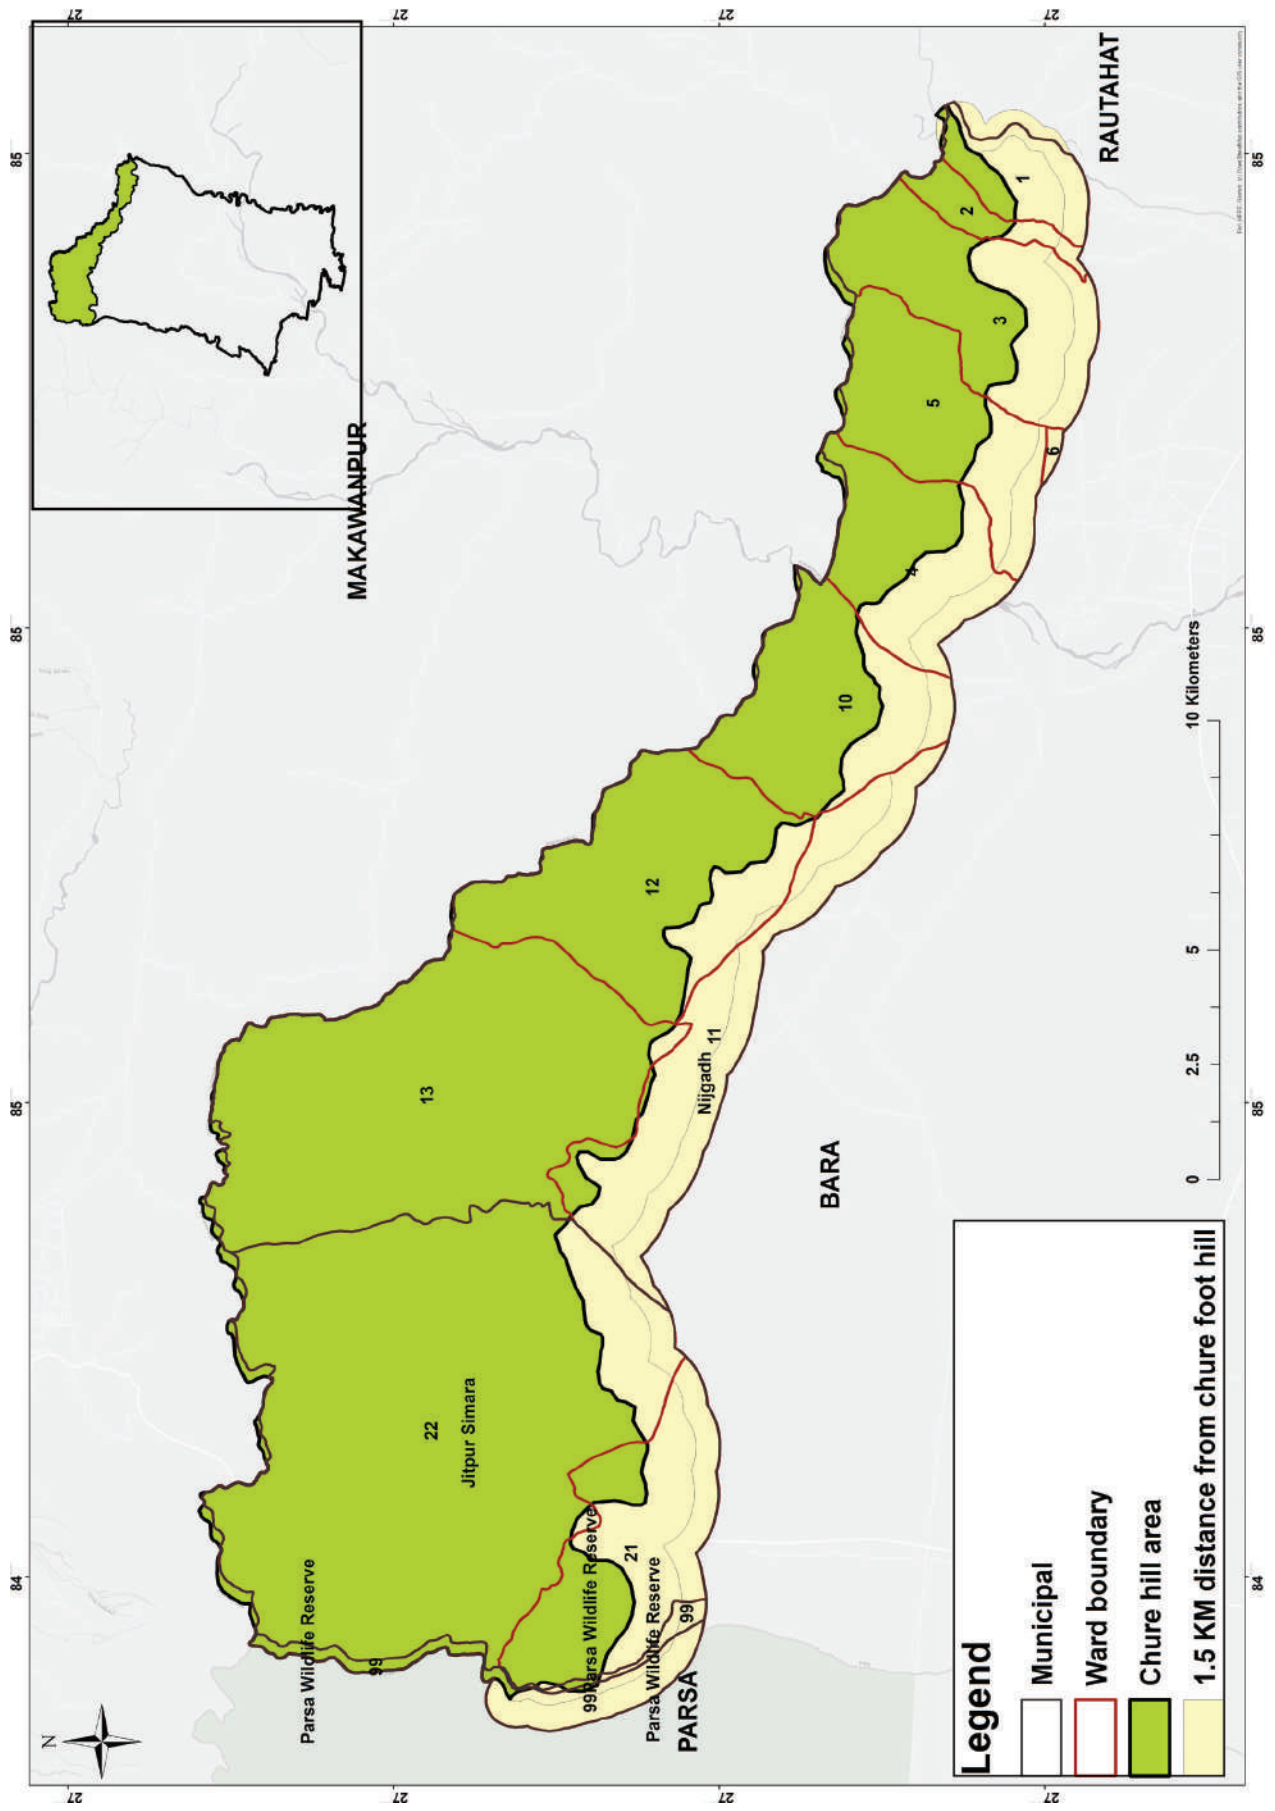 N
27
27
27
27
85
85
85
84
MAKAWANPUR
RAUTAHAT
1
2
3
5
6
4
10
12
13
11
Nijgadh
BARA
22
Jitpur Simara
Parsa Wildlife Reserve
99
99 Parsa Wildlife Reserve
21
Parsa Wildlife Reserve
99
PARSA
0
2.5
5
10 Kilometers
Legend
Municipal
Ward boundary
Chure hill area
1.5 KM distance from chure foot hill
84
85
85
85
27
27
27
27